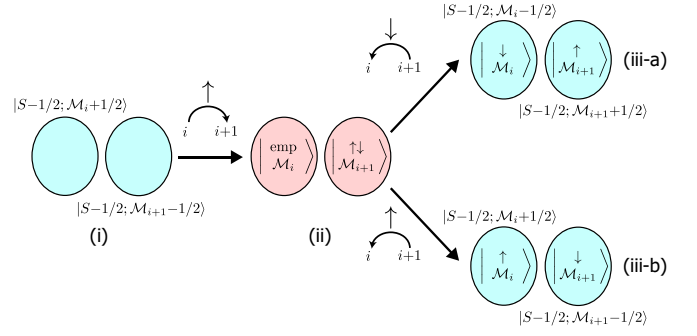 |S−1/2; ℳᵢ+1/2⟩
|S−1/2; ℳᵢ₊₁−1/2⟩
(i)
↑
i i+1
| emp ℳᵢ ⟩ | ↑↓ ℳᵢ₊₁ ⟩
(ii)
↓
i i+1
|S−1/2; ℳᵢ−1/2⟩
| ↓ ℳᵢ ⟩ | ↑ ℳᵢ₊₁ ⟩
(iii-a)
|S−1/2; ℳᵢ₊₁+1/2⟩
↑
i i+1
|S−1/2; ℳᵢ+1/2⟩
| ↑ ℳᵢ ⟩ | ↓ ℳᵢ₊₁ ⟩
(iii-b)
|S−1/2; ℳᵢ₊₁−1/2⟩